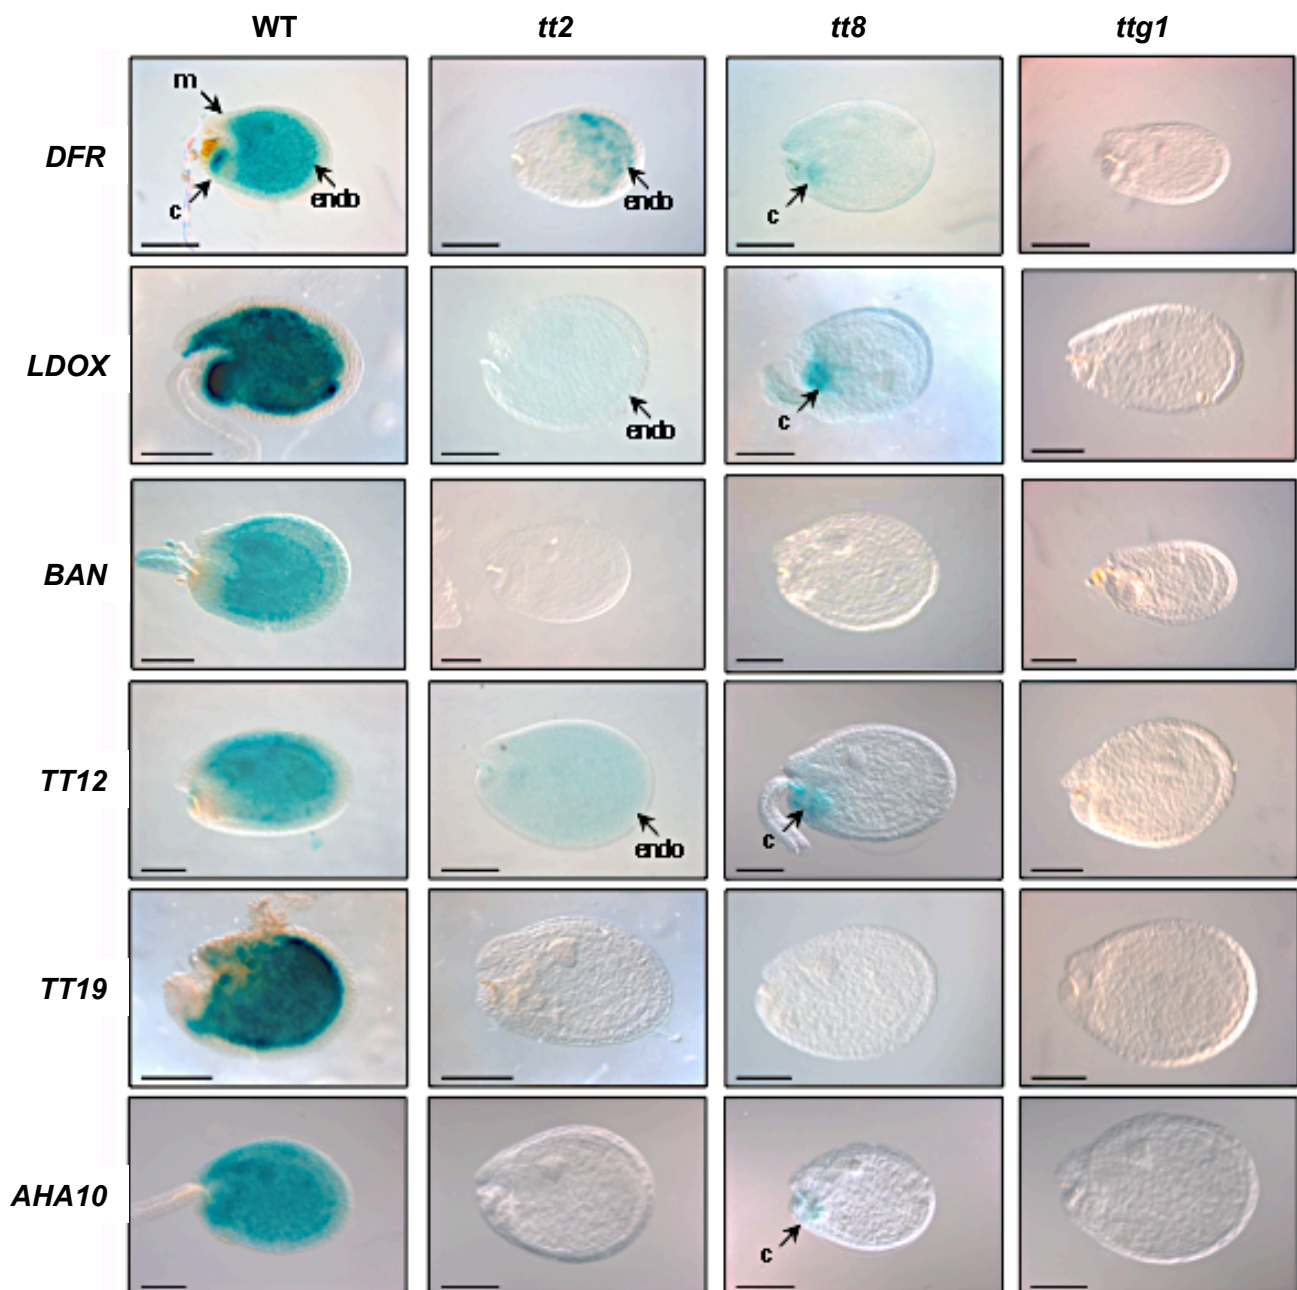 WT tt2 tt8 ttg1
DFR
m
c
endo
endo
c
LDOX
endo
c
BAN
TT12
endo
c
TT19
AHA10
c